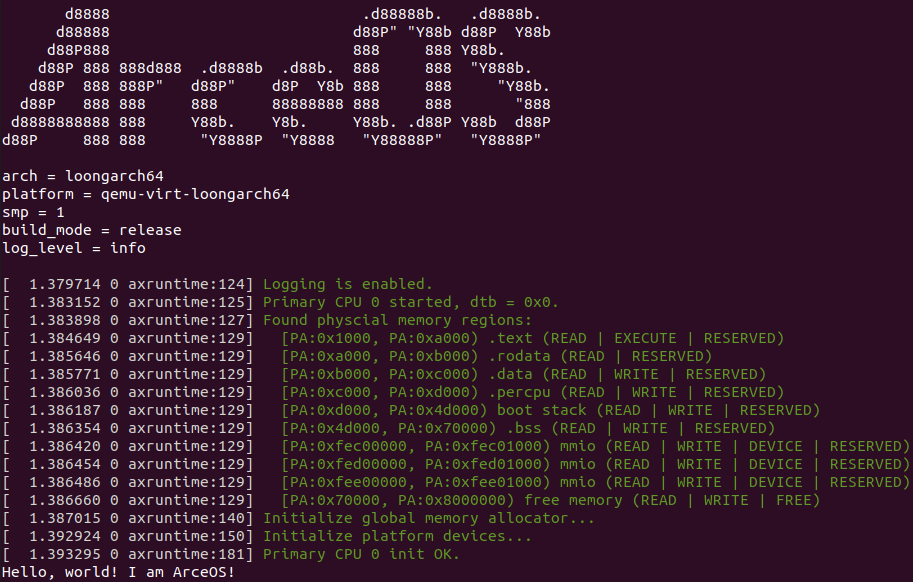 d8888                            .d88888b.   .d8888b.
      d88888                           d88P" "Y88b d88P  Y88b
     d88P888                           888     888 Y88b.
    d88P 888 888d888  .d8888b  .d88b.  888     888  "Y888b.
   d88P  888 888P"   d88P"    d8P  Y8b 888     888     "Y88b.
  d88P   888 888     888      88888888 888     888       "888
 d8888888888 888     Y88b.    Y8b.     Y88b. .d88P Y88b  d88P
d88P     888 888      "Y8888P  "Y8888   "Y88888P"   "Y8888P"

arch = loongarch64
platform = qemu-virt-loongarch64
smp = 1
build_mode = release
log_level = info

[  1.379714 0 axruntime:124] Logging is enabled.
[  1.383152 0 axruntime:125] Primary CPU 0 started, dtb = 0x0.
[  1.383898 0 axruntime:127] Found physcial memory regions:
[  1.384649 0 axruntime:129]   [PA:0x1000, PA:0xa000) .text (READ | EXECUTE | RESERVED)
[  1.385646 0 axruntime:129]   [PA:0xa000, PA:0xb000) .rodata (READ | RESERVED)
[  1.385771 0 axruntime:129]   [PA:0xb000, PA:0xc000) .data (READ | WRITE | RESERVED)
[  1.386036 0 axruntime:129]   [PA:0xc000, PA:0xd000) .percpu (READ | WRITE | RESERVED)
[  1.386187 0 axruntime:129]   [PA:0xd000, PA:0x4d000) boot stack (READ | WRITE | RESERVED)
[  1.386354 0 axruntime:129]   [PA:0x4d000, PA:0x70000) .bss (READ | WRITE | RESERVED)
[  1.386420 0 axruntime:129]   [PA:0xfec00000, PA:0xfec01000) mmio (READ | WRITE | DEVICE | RESERVED)
[  1.386454 0 axruntime:129]   [PA:0xfed00000, PA:0xfed01000) mmio (READ | WRITE | DEVICE | RESERVED)
[  1.386486 0 axruntime:129]   [PA:0xfee00000, PA:0xfee01000) mmio (READ | WRITE | DEVICE | RESERVED)
[  1.386660 0 axruntime:129]   [PA:0x70000, PA:0x8000000) free memory (READ | WRITE | FREE)
[  1.387015 0 axruntime:140] Initialize global memory allocator...
[  1.392924 0 axruntime:150] Initialize platform devices...
[  1.393295 0 axruntime:181] Primary CPU 0 init OK.
Hello, world! I am ArceOS!